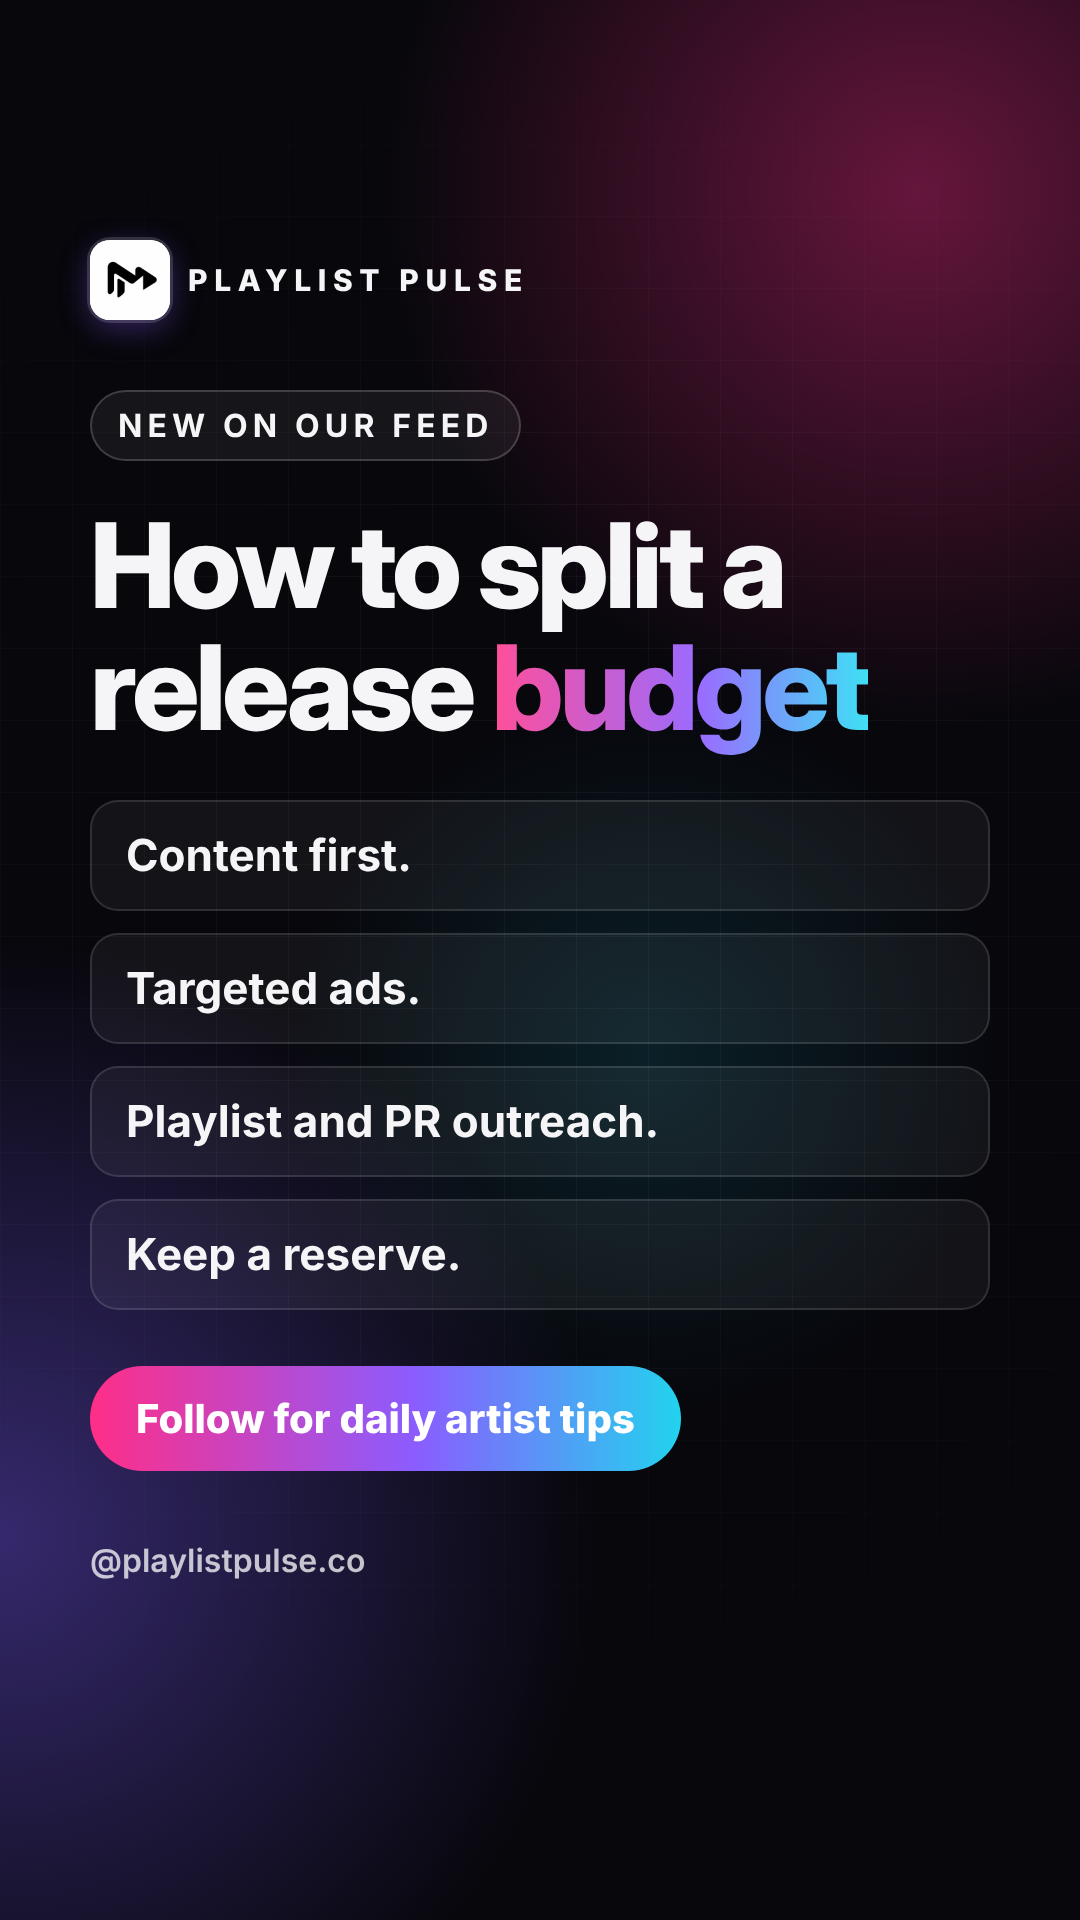 PLAYLIST PULSE
NEW ON OUR FEED
How to split a
release budget
Content first.
Targeted ads.
Playlist and PR outreach.
Keep a reserve.
Follow for daily artist tips
@playlistpulse.co